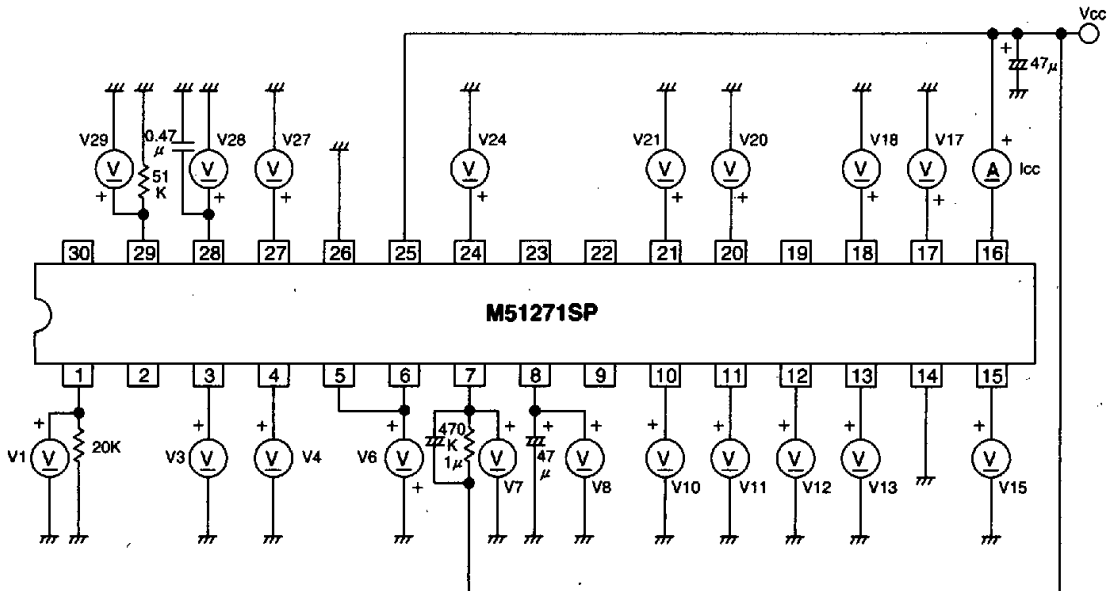 Vcc
+
47μ
V29
0.47
μ
V28
V27
V24
V21
V20
V18
V17
+
V
51
K
V
V
V
V
V
V
V
A
Icc
+
+
+
+
+
+
+
+
30
29
28
27
26
25
24
23
22
21
20
19
18
17
16
M51271SP
1
2
3
4
5
6
7
8
9
10
11
12
13
14
15
+
+
+
+
470
K
1μ
+
+
47
μ
+
+
+
+
+
+
V1
V
20K
V3
V
V
V4
V6
V
+
V
V7
V
V8
V
V10
V
V11
V
V12
V
V13
V
V15